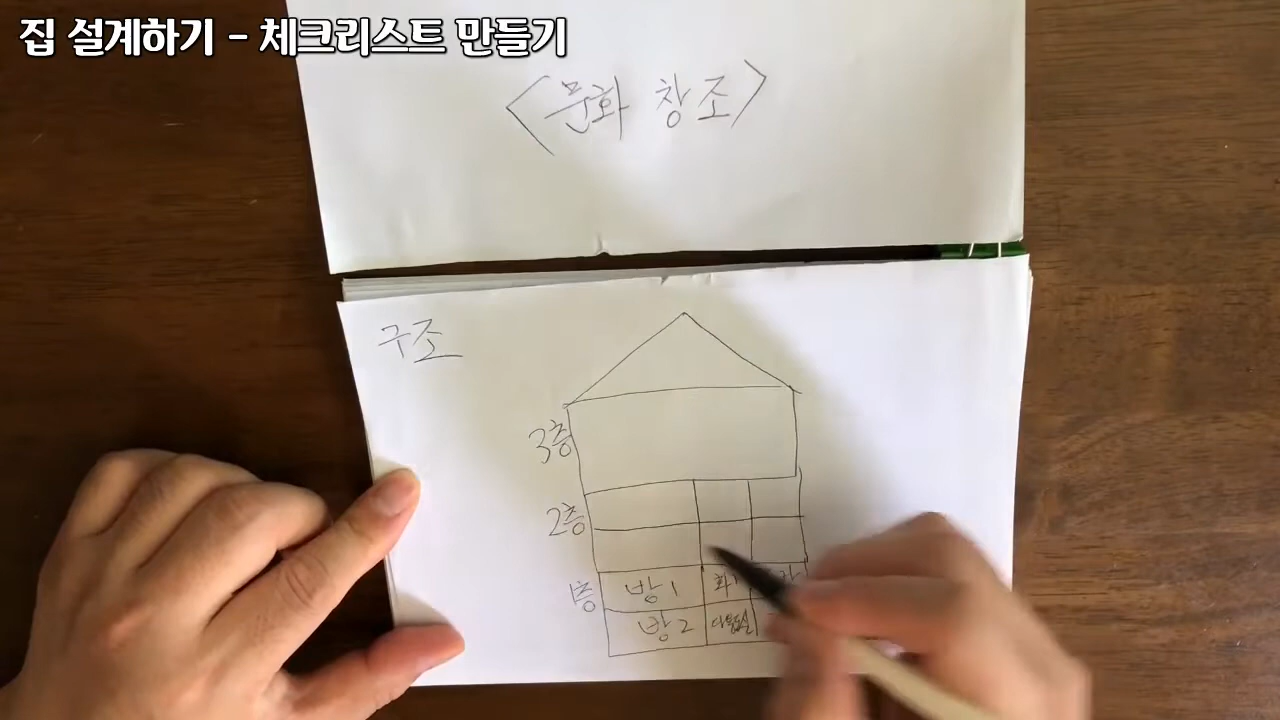 집 설계하기 - 체크리스트 만들기
<문화 창조>
구조
3층
2층
1층 방1
방2 다용도실